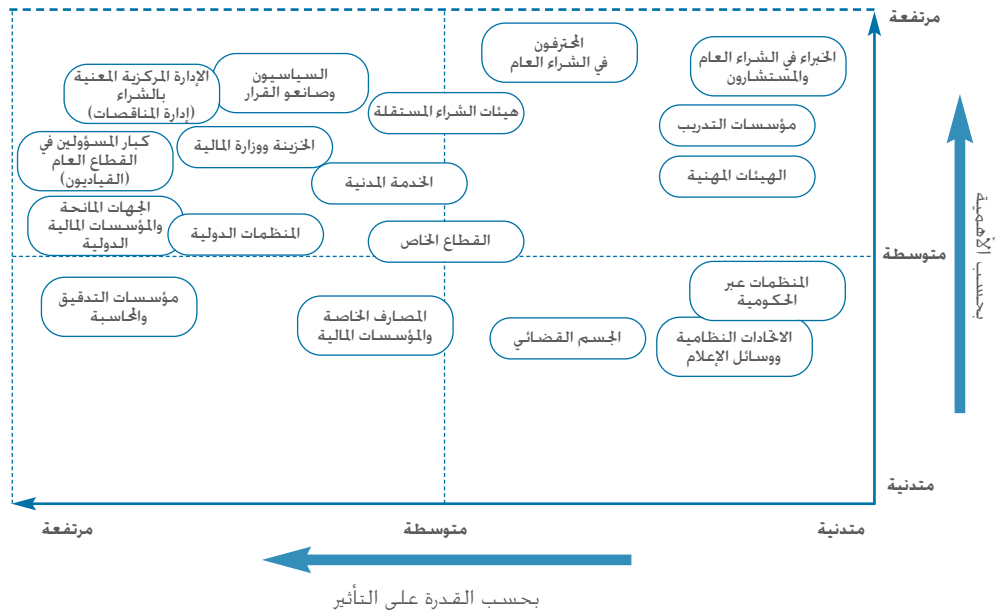 مرتفعة
المحترفون
في الشراء العام
الخبراء في الشراء العام
والمستشارون
السياسيون
وصانعو القرار
الإدارة المركزية المعنية
بالشراء
(إدارة المناقصات)
هيئات الشراء المستقلة
مؤسسات التدريب
كبار المسؤولين في
القطاع العام
(القياديون)
الخزينة ووزارة المالية
الهيئات المهنية
الخدمة المدنية
الجهات المانحة
والمؤسسات المالية
الدولية
المنظمات الدولية
القطاع الخاص
متوسطة
بحسب الأهمية
المنظمات عبر
الحكومية
مؤسسات التدقيق
والمحاسبة
المصارف الخاصة
والمؤسسات المالية
الجسم القضائي
الاتحادات النظامية
ووسائل الإعلام
متدنية
متدنية
متوسطة
مرتفعة
بحسب القدرة على التأثير